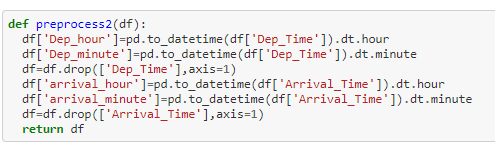 def preprocess2(df):
  df['Dep_hour']=pd.to_datetime(df['Dep_Time']).dt.hour
  df['Dep_minute']=pd.to_datetime(df['Dep_Time']).dt.minute
  df=df.drop(['Dep_Time'],axis=1)
  df['arrival_hour']=pd.to_datetime(df['Arrival_Time']).dt.hour
  df['arrival_minute']=pd.to_datetime(df['Arrival_Time']).dt.minute
  df=df.drop(['Arrival_Time'],axis=1)
  return df